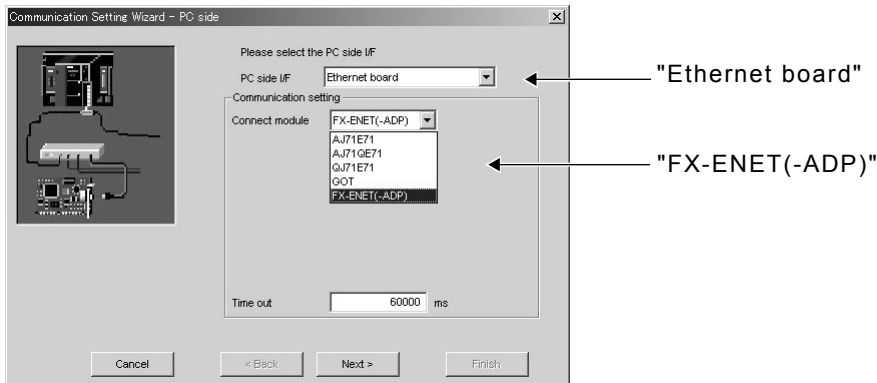 Communication Setting Wizard - PC side
Please select the PC side I/F
PC side I/F Ethernet board
"Ethernet board"
Communication setting
Connect module FX-ENET(-ADP)
AJ71E71
AJ71QE71
QJ71E71
GOT
FX-ENET(-ADP)
"FX-ENET(-ADP)"
Time out 60000 ms
Cancel < Back Next > Finish